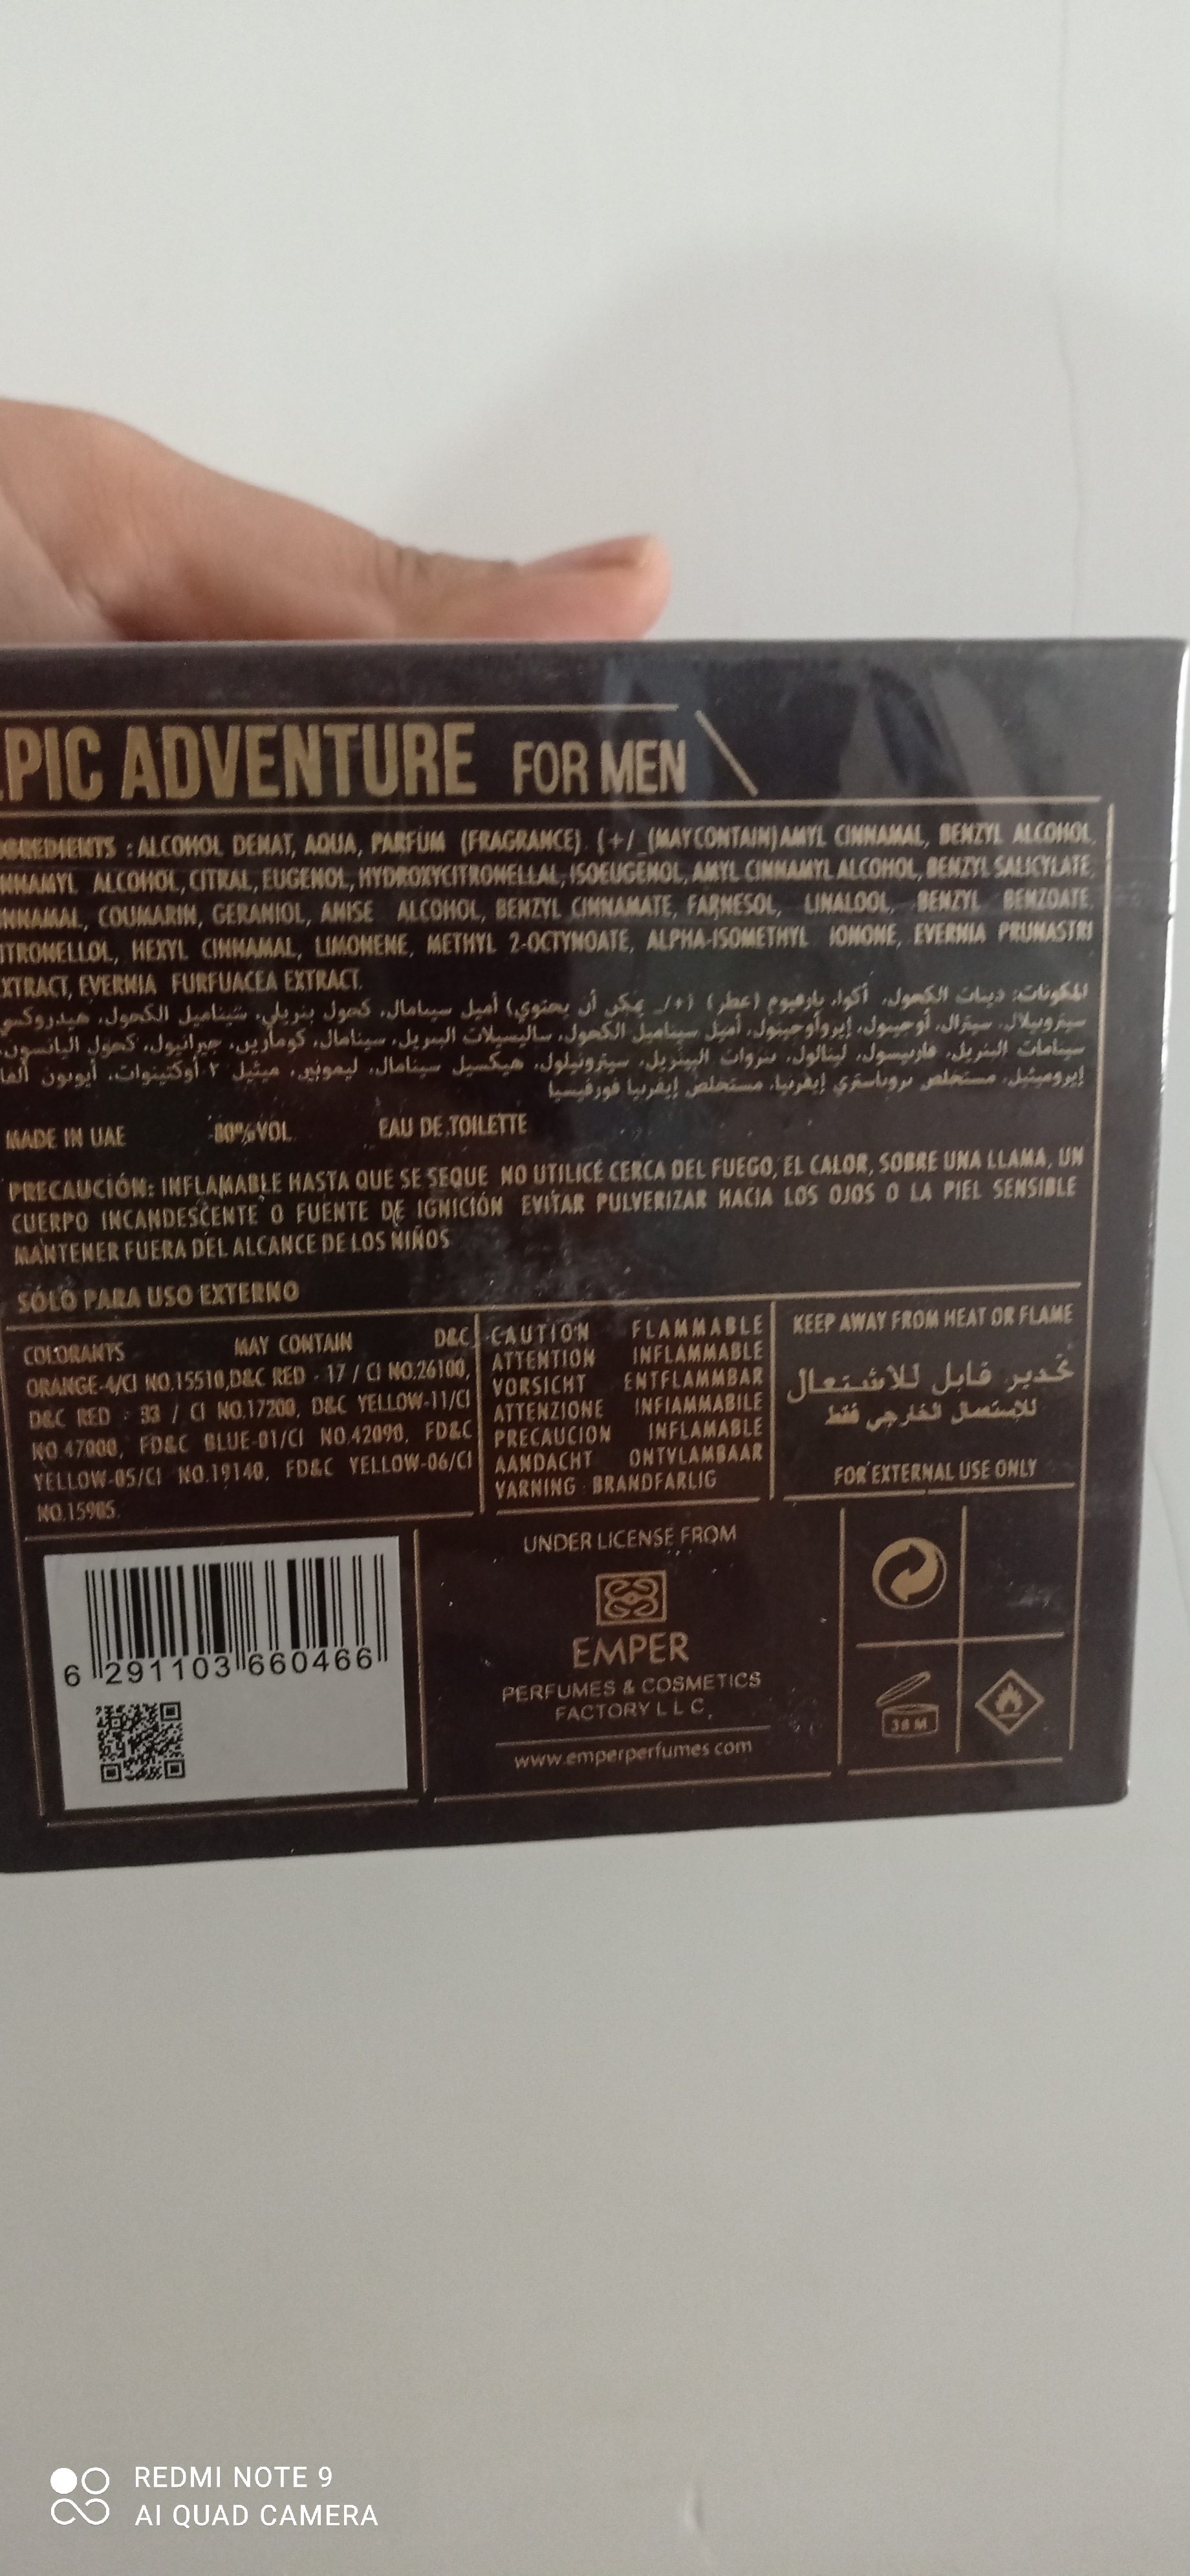 PIC ADVENTURE FOR MEN
INGREDIENTS : ALCOHOL DENAT, AQUA, PARFUM (FRAGRANCE). (+/_(MAY CONTAIN) AMYL CINNAMAL, BENZYL ALCOHOL,
NNAMYL ALCOHOL, CITRAL, EUGENOL, HYDROXYCITRONELLAL, ISOEUGENOL, AMYL CINNAMYL ALCOHOL, BENZYL SALICYLATE,
NNAMAL, COUMARIN, GERANIOL, ANISE ALCOHOL, BENZYL CINNAMATE, FARNESOL, LINALOOL, BENZYL BENZOATE,
ITRONELLOL, HEXYL CINNAMAL, LIMONENE, METHYL 2-OCTYNOATE, ALPHA-ISOMETHYL IONONE, EVERNIA PRUNASTRI
XTRACT, EVERNIA FURFUACEA EXTRACT.
المكونات: دينات الكحول، أكوا، بارفيوم (عطر) (+/_ يمكن أن يحتوي) أميل سينامال، كحول بنزيلي، سيناميل الكحول، هيدروكسي
سيترونيلال، سيترال، أوجينول، إيزوأوجينول، أميل سيناميل الكحول، ساليسيلات البنزيل، سينامال، كومارين، جيرانيول، كحول اليانسون،
سينامات البنزيل، فارنيسول، لينالول، بنزوات البينزيل، سيترونيلول، هيكسيل سينامال، ليمونين، ميثيل ٢ أوكتينوات، أيونون ألفا
إيزوميثيل، مستخلص بروناستري إيفرنيا، مستخلص إيفرنيا فورفيسيا
MADE IN UAE 80%VOL. EAU DE TOILETTE
PRECAUCIÓN: INFLAMABLE HASTA QUE SE SEQUE NO UTILICE CERCA DEL FUEGO, EL CALOR, SOBRE UNA LLAMA, UN
CUERPO INCANDESCENTE O FUENTE DE IGNICIÓN EVITAR PULVERIZAR HACIA LOS OJOS O LA PIEL SENSIBLE
MANTENER FUERA DEL ALCANCE DE LOS NIÑOS
SÓLO PARA USO EXTERNO
COLORANTS MAY CONTAIN D&C
ORANGE-4/CI NO.15510,D&C RED - 17 / CI NO.26100,
D&C RED : 33 / CI NO.17200, D&C YELLOW-11/CI
NO.47000, FD&C BLUE-01/CI NO.42090, FD&C
YELLOW-05/CI NO.19140, FD&C YELLOW-06/CI
NO.15985.
CAUTION FLAMMABLE
ATTENTION INFLAMMABLE
VORSICHT ENTFLAMMBAR
ATTENZIONE INFIAMMABILE
PRECAUCION INFLAMABLE
AANDACHT ONTVLAMBAAR
VARNING : BRANDFARLIG
KEEP AWAY FROM HEAT OR FLAME
تحذير قابل للاشتعال
للإستعمال الخارجي فقط
FOR EXTERNAL USE ONLY
6 291103 660466
UNDER LICENSE FROM
EMPER
PERFUMES & COSMETICS
FACTORY L L C,
www.emperperfumes com
36 M
REDMI NOTE 9
AI QUAD CAMERA